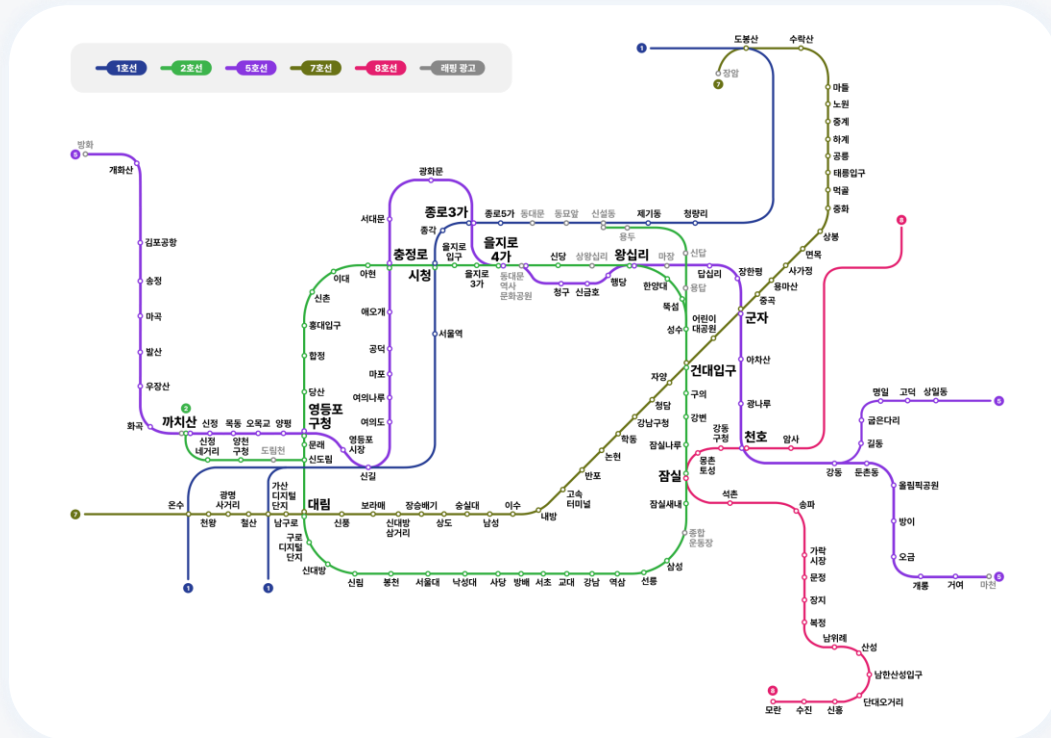 1호선
2호선
5호선
7호선
8호선
래핑 광고
1
도봉산
수락산
장암
7
마들
노원
중계
하계
공릉
태릉입구
먹골
중화
상봉
면목
사가정
용마산
중곡
군자
5
방화
개화산
김포공항
송정
마곡
발산
우장산
화곡
2
까치산
신정
목동
오목교
양평
영등포
구청
신정
네거리
양천
구청
도림천
신도림
문래
영등포
시장
신길
당산
합정
홍대입구
신촌
이대
아현
충정로
시청
을지로
입구
을지로
3가
을지로
4가
동대문
역사
문화공원
신당
상왕십리
왕십리
마장
답십리
장한평
청구
신금호
행당
한양대
뚝섬
성수
신답
용답
용두
광화문
서대문
종로3가
종각
종로5가
동대문
동묘앞
신설동
제기동
청량리
서울역
애오개
공덕
마포
여의나루
여의도
어린이
대공원
건대입구
자양
청담
강남구청
학동
논현
반포
고속
터미널
내방
구의
강변
잠실나루
잠실
잠실새내
종합
운동장
삼성
선릉
역삼
강남
교대
서초
방배
사당
낙성대
서울대
봉천
신림
신대방
구로
디지털
단지
대림
7
온수
천왕
광명
사거리
철산
가산
디지털
단지
남구로
신풍
보라매
신대방
삼거리
장승배기
상도
숭실대
남성
이수
1
1
아차산
광나루
천호
강동
구청
몽촌
토성
암사
8
강동
둔촌동
길동
굽은다리
명일
고덕
상일동
5
올림픽공원
방이
오금
개롱
거여
마천
5
석촌
송파
가락
시장
문정
장지
복정
남위례
산성
남한산성입구
단대오거리
신흥
수진
모란
8